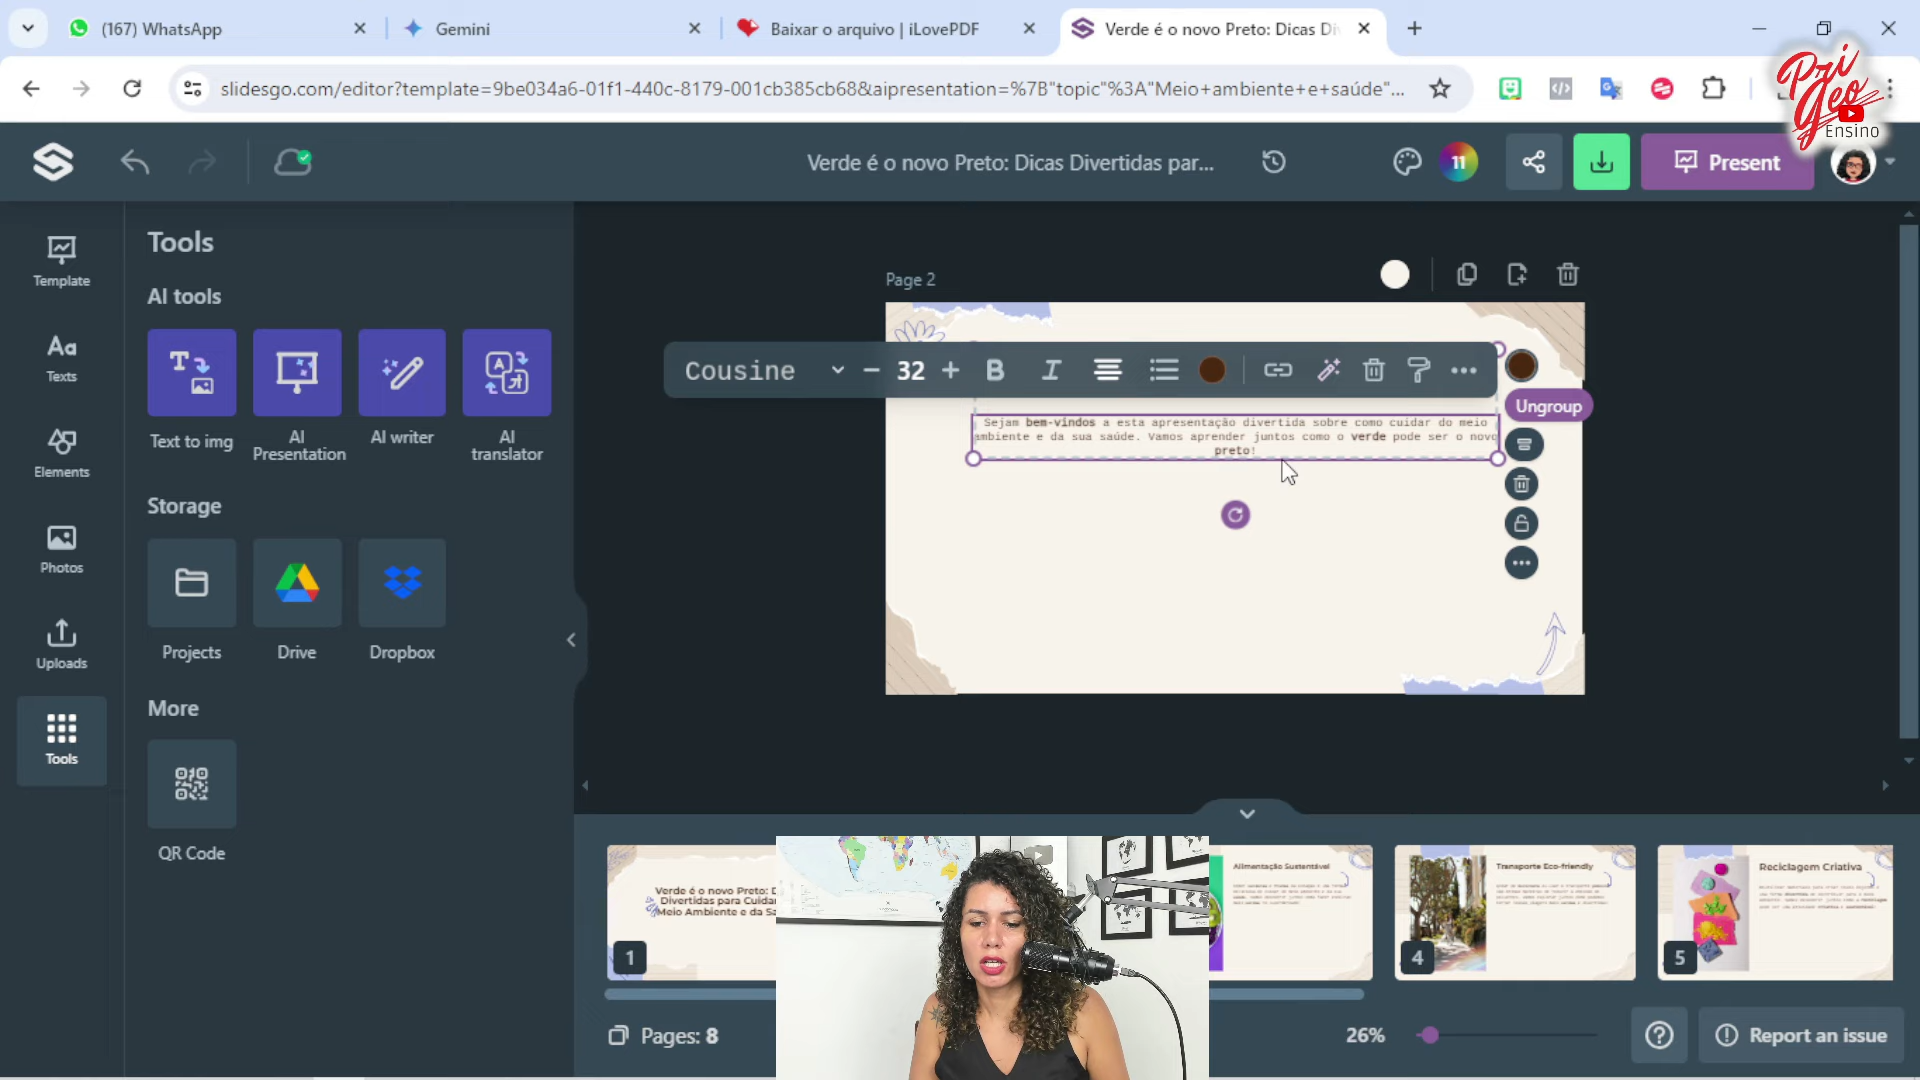 (167) WhatsApp
Gemini
Baixar o arquivo | iLovePDF
Verde é o novo Preto: Dicas Di
slidesgo.com/editor?template=9be034a6-01f1-440c-8179-001cb385cb68&aipresentation=%7B"topic"%3A"Meio+ambiente+e+saúde"...
Pri
Geo
Ensino
Verde é o novo Preto: Dicas Divertidas par...
11
Present
Template
Texts
Elements
Photos
Uploads
Tools
Tools
AI tools
Text to img
AI Presentation
AI writer
AI translator
Storage
Projects
Drive
Dropbox
More
QR Code
Page 2
Cousine
32
Ungroup
Sejam bem-vindos a esta apresentação divertida sobre como cuidar do meio
ambiente e da sua saúde. Vamos aprender juntos como o verde pode ser o novo
preto!
Verde é o novo Preto: D
Divertidas para Cuida
Meio Ambiente e da Sa
1
Alimentação Sustentável
Transporte Eco-friendly
4
Reciclagem Criativa
5
Pages: 8
26%
Report an issue